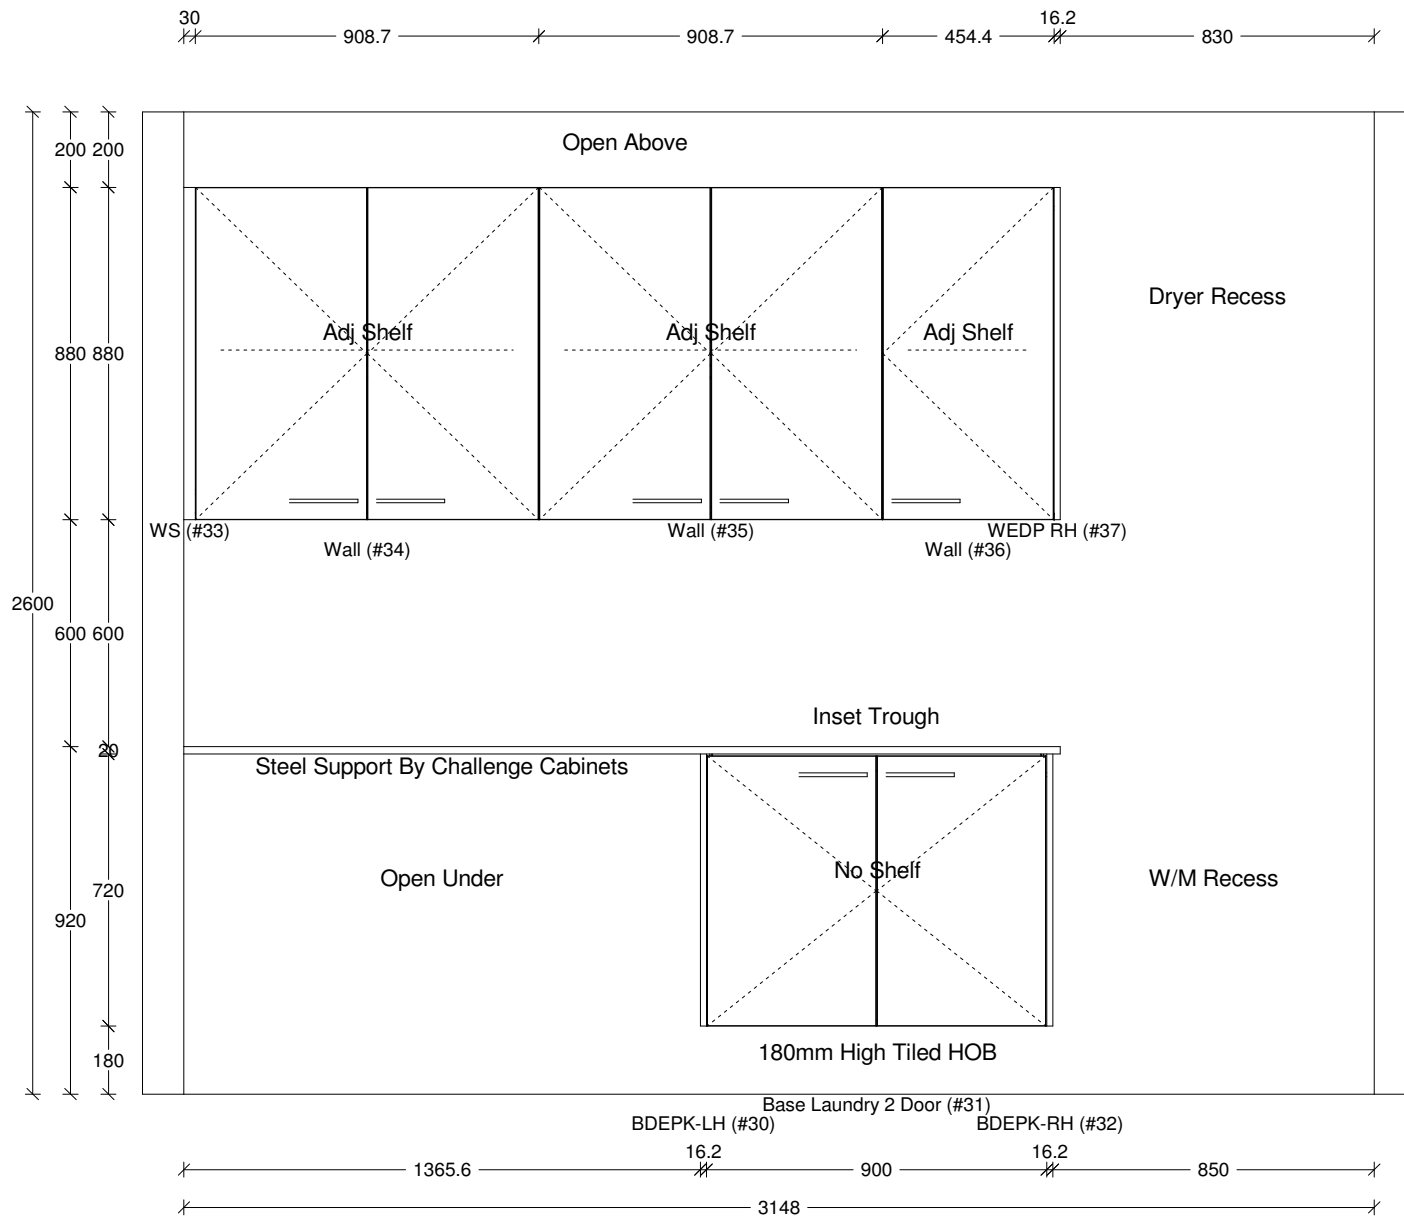 30
16.2
908.7
908.7
454.4
830
Open Above
200 200
Dryer Recess
Adj Shelf
Adj Shelf
Adj Shelf
880 880
WS (#33)
Wall (#35)
WEDP RH (#37)
Wall (#34)
Wall (#36)
2600
600 600
Inset Trough
20
Steel Support By Challenge Cabinets
No Shelf
Open Under
W/M Recess
720
920
180mm High Tiled HOB
180
Base Laundry 2 Door (#31)
BDEPK-LH (#30)
BDEPK-RH (#32)
16.2
16.2
1365.6
900
850
3148